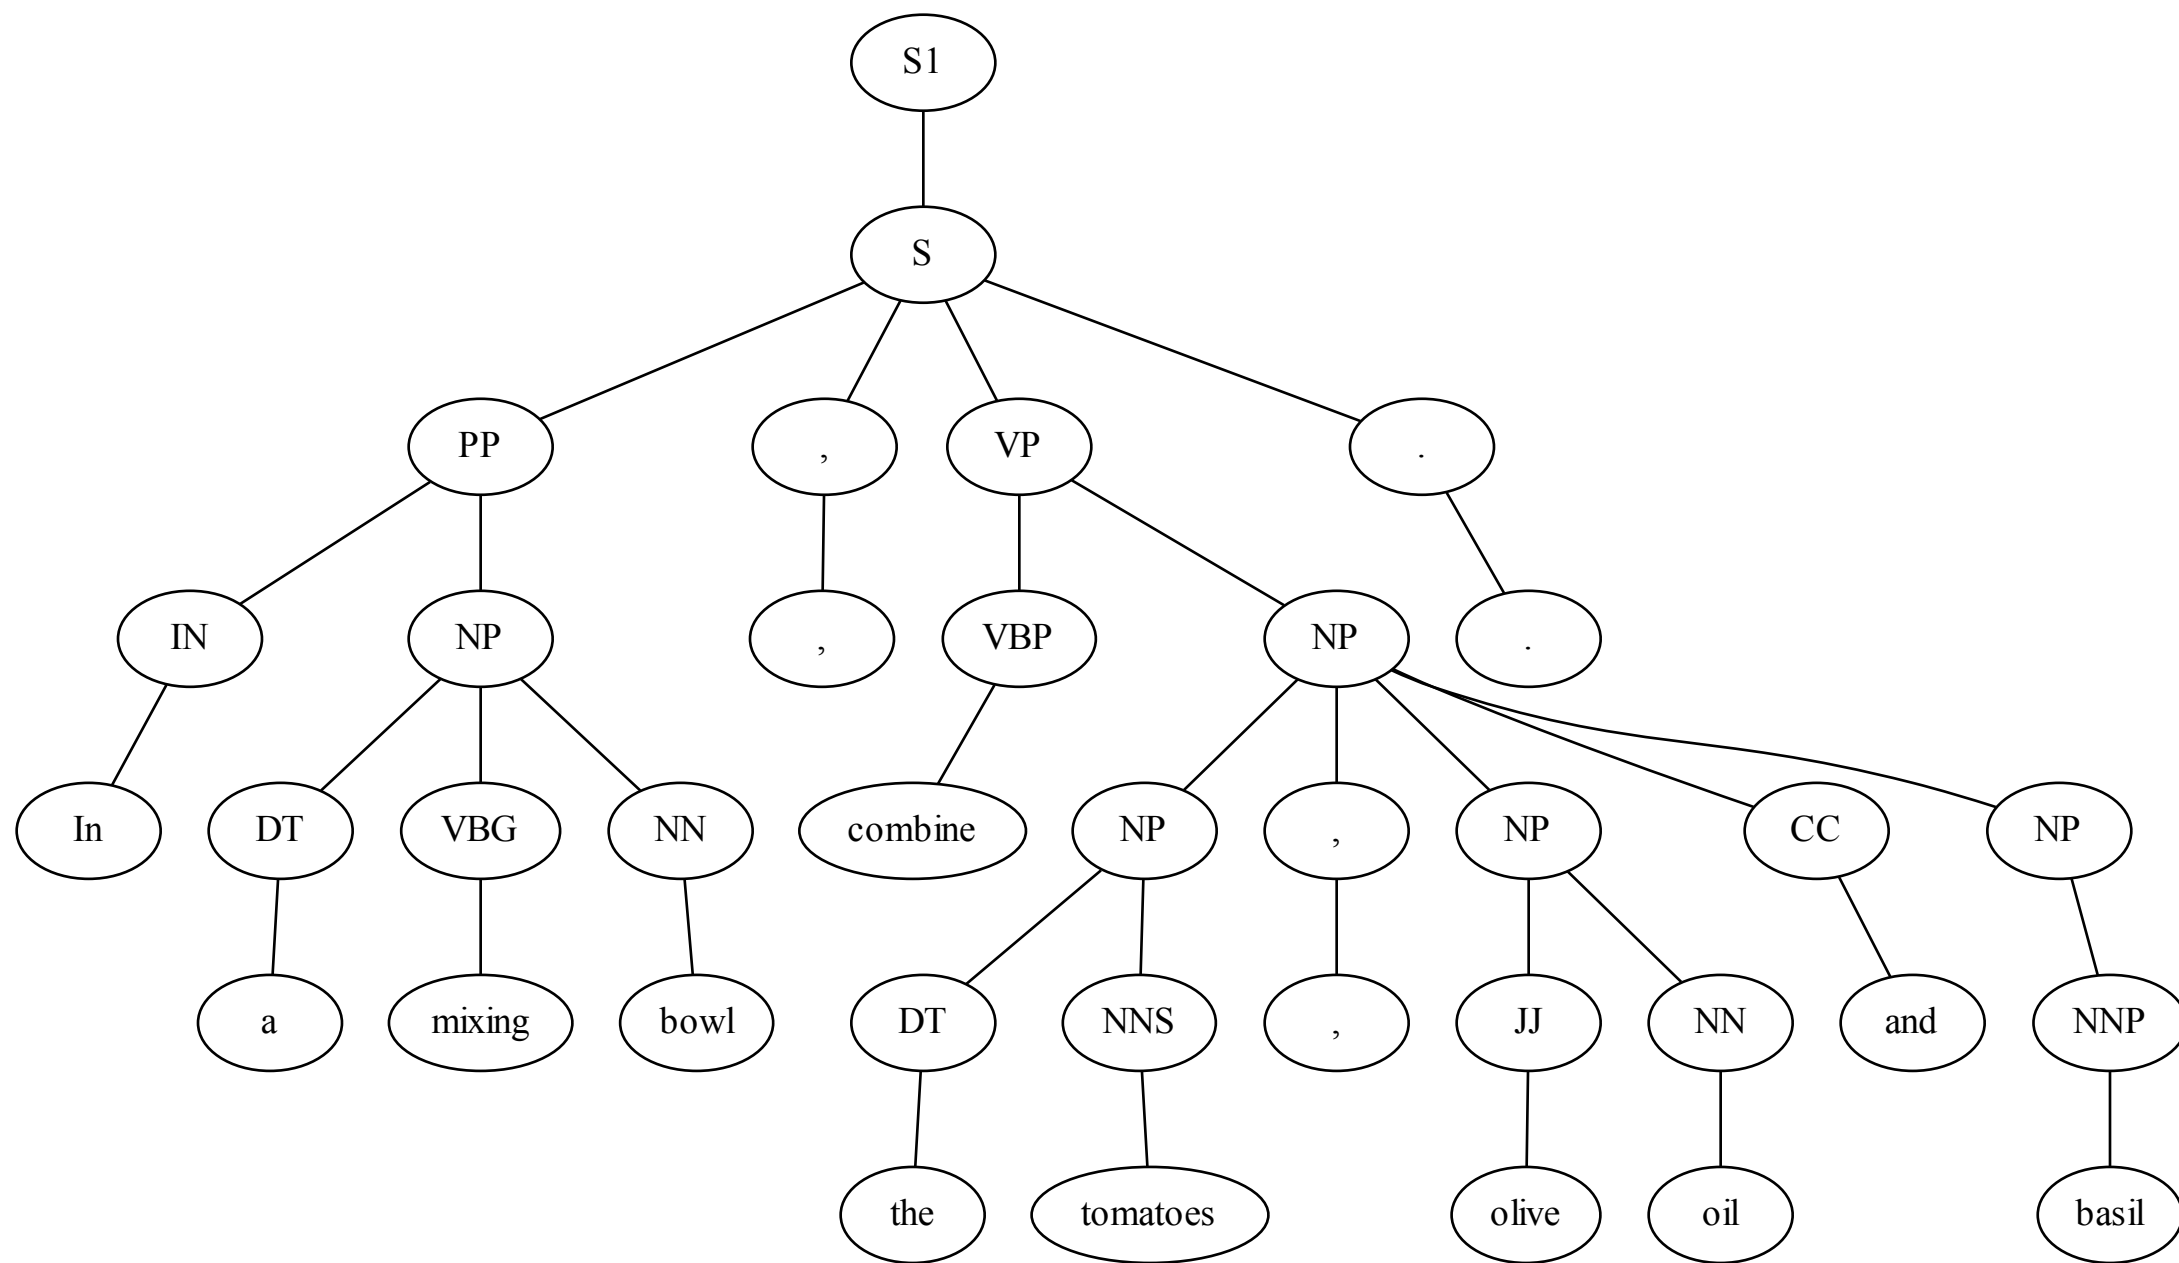 S1
S
PP , VP .
IN NP , VBP NP .
In DT VBG NN combine NP , NP CC NP
a mixing bowl DT NNS , JJ NN and NNP
the tomatoes olive oil basil